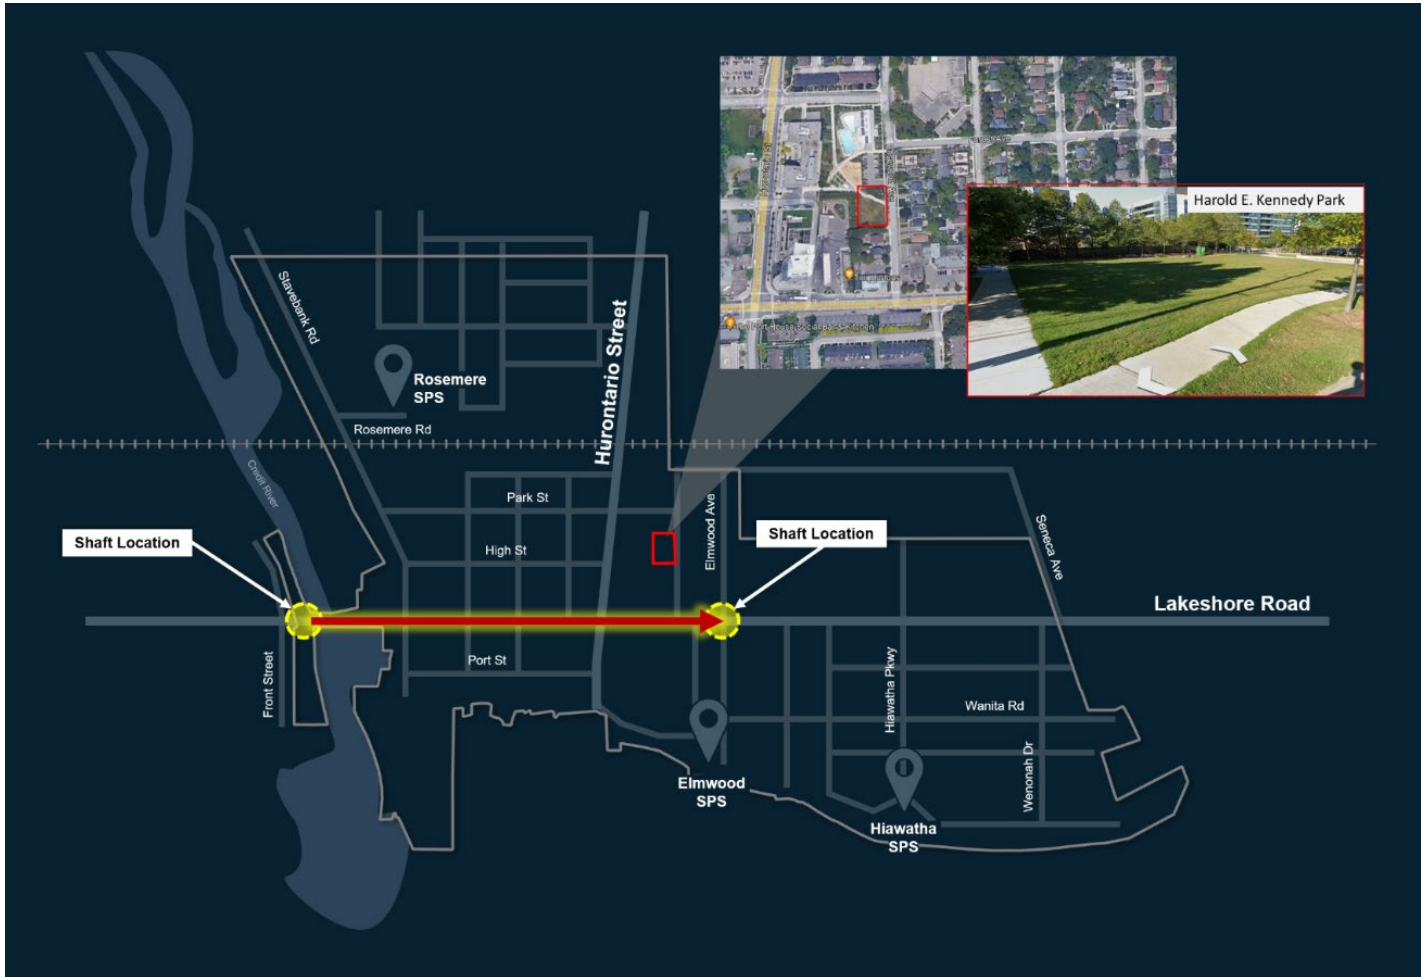 Harold E. Kennedy Park
Stavebank Rd
Hurontario Street
Rosemere
SPS
Rosemere Rd
Credit River
Park St
Elmwood Ave
Seneca Ave
Shaft Location
Shaft Location
High St
Lakeshore Road
Front Street
Port St
Hiawatha Pkwy
Wanita Rd
Wenonah Dr
Elmwood
SPS
Hiawatha
SPS